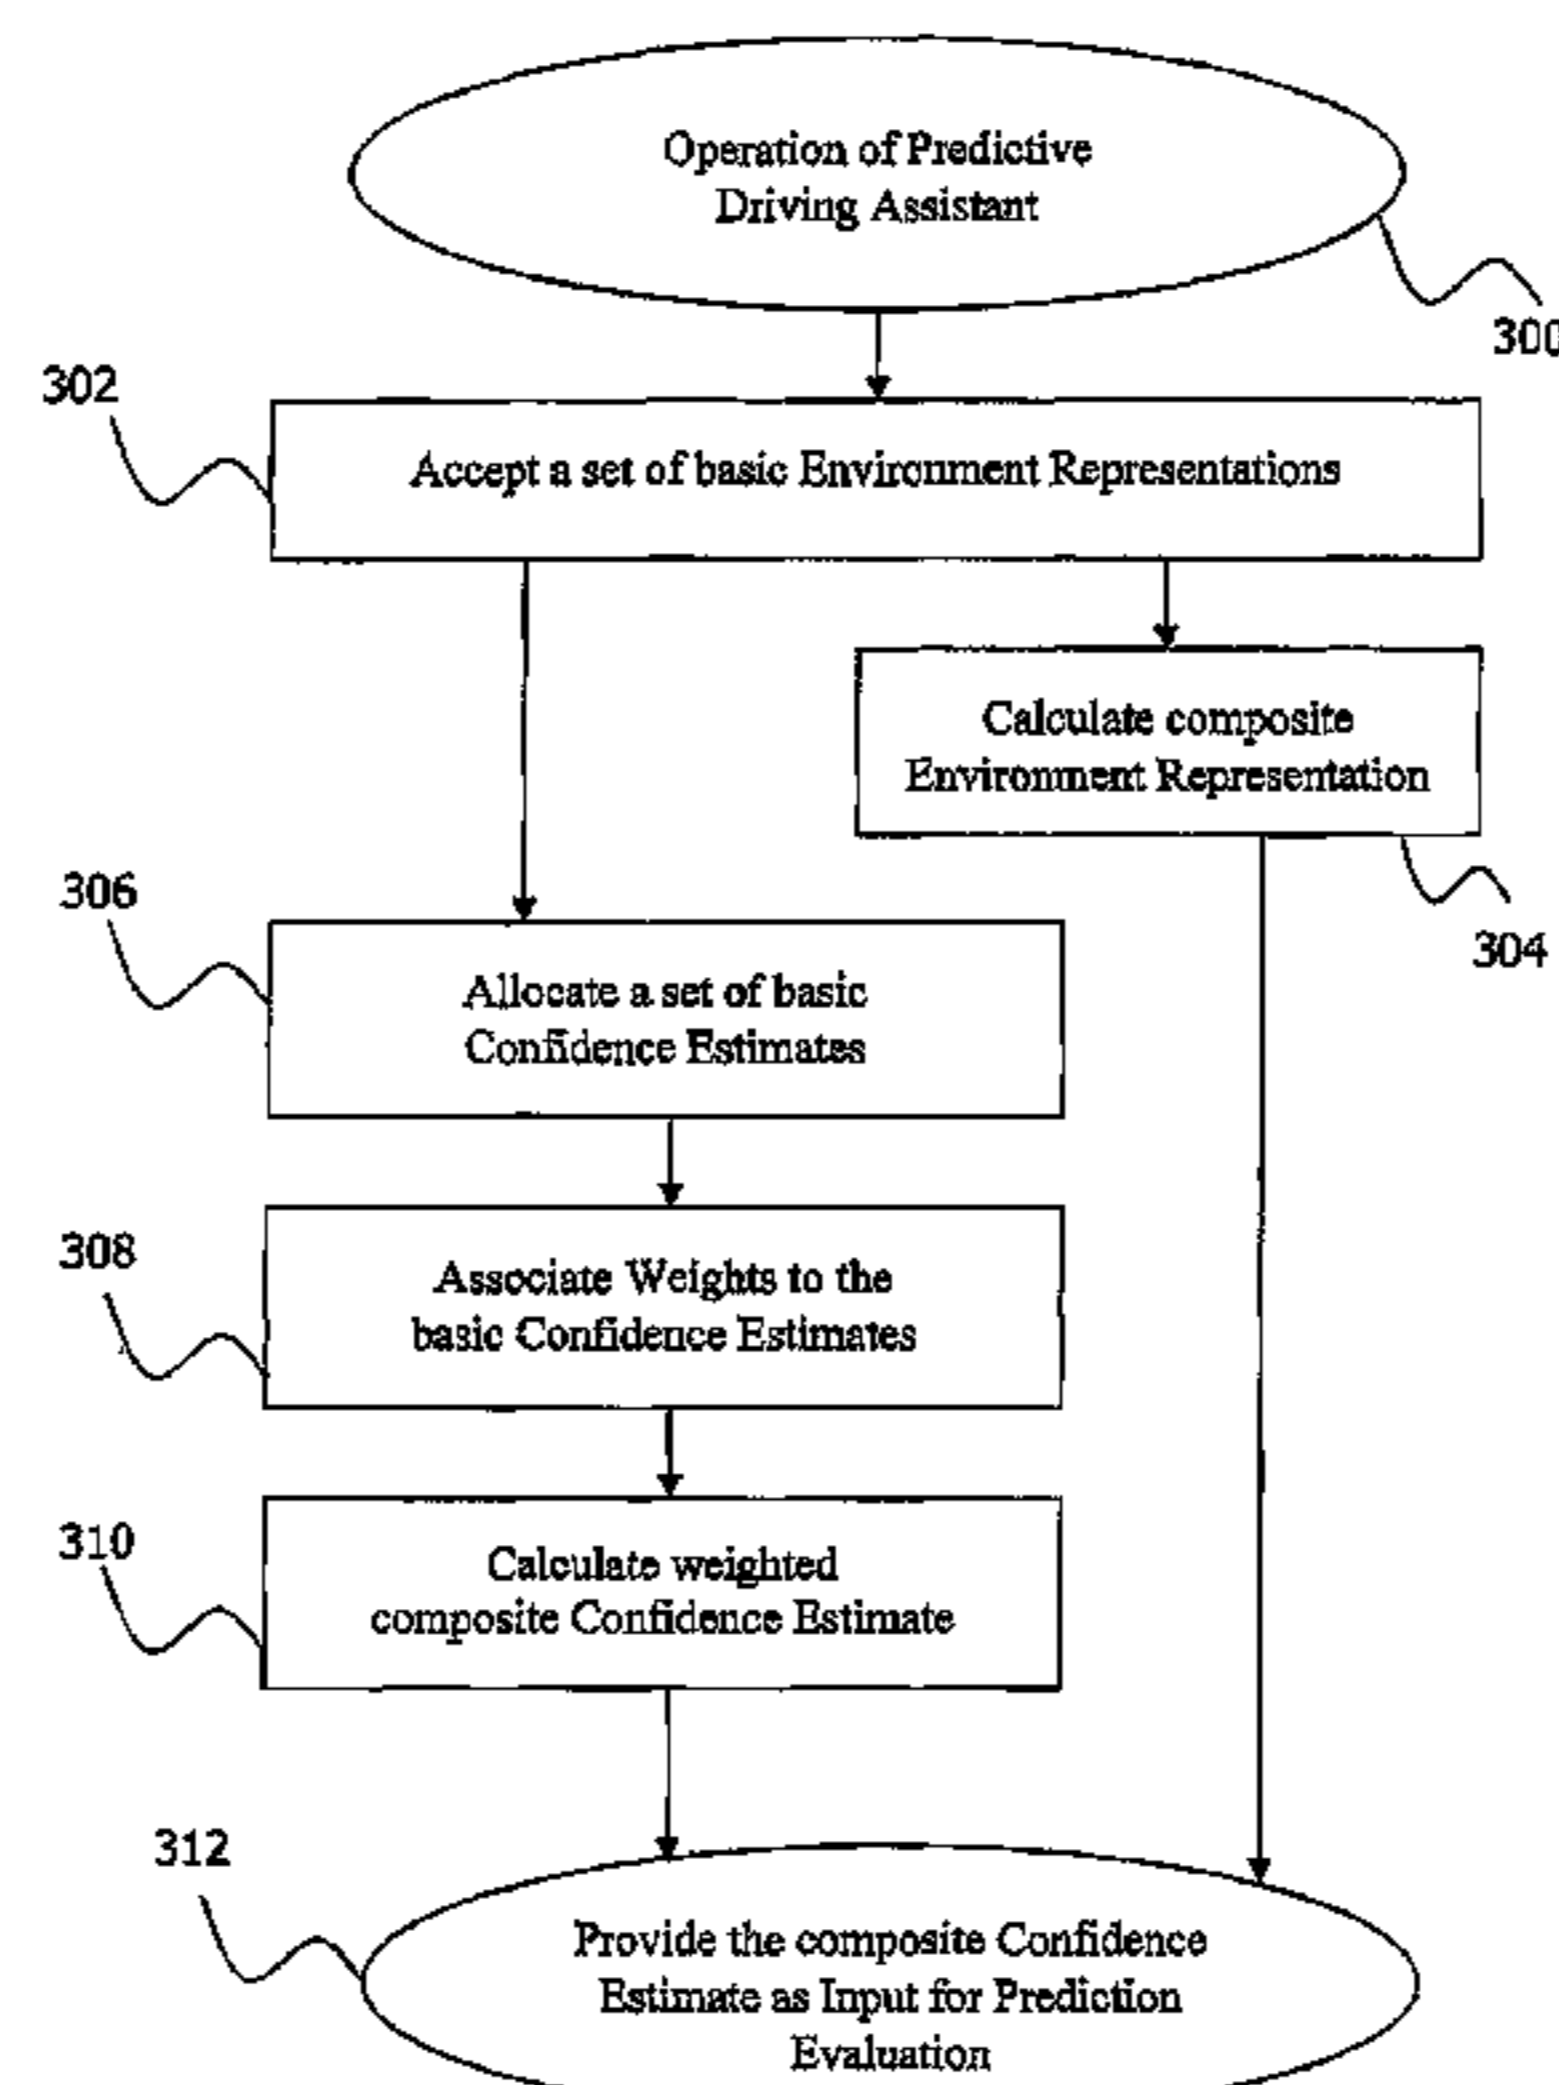 Operation of Predictive
Driving Assistant
300
302
Accept a set of basic Environment Representations
Calculate composite
Environment Representation
304
306
Allocate a set of basic
Confidence Estimates
308
Associate Weights to the
basic Confidence Estimates
310
Calculate weighted
composite Confidence Estimate
312
Provide the composite Confidence
Estimate as Input for Prediction
Evaluation